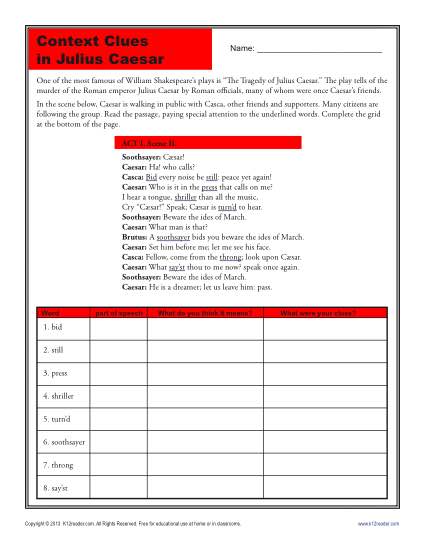 Context Clues
in Julius Caesar
Name:
One of the most famous of William Shakespeare's plays is "The Tragedy of Julius Caesar." The play tells of the
murder of the Roman emperor Julius Caesar by Roman officials, many of whom were once Caesar's friends.
In the scene below, Caesar is walking in public with Casca, other friends and supporters. Many citizens are
following the group. Read the passage, paying special attention to the underlined words. Complete the grid
at the bottom of the page.
ACT I, Scene II.
Soothsayer: Cæsar!
Caesar: Ha! who calls?
Casca: Bid every noise be still: peace yet again!
Caesar: Who is it in the press that calls on me?
I hear a tongue, shriller than all the music,
Cry "Cæsar!" Speak; Cæsar is turn'd to hear.
Soothsayer: Beware the ides of March.
Caesar: What man is that?
Brutus: A soothsayer bids you beware the ides of March.
Caesar: Set him before me; let me see his face.
Casca: Fellow, come from the throng; look upon Cæsar.
Caesar: What say'st thou to me now? speak once again.
Soothsayer: Beware the ides of March.
Caesar: He is a dreamer; let us leave him: pass.
Word part of speech What do you think it means? What were your clues?
1. bid
2. still
3. press
4. shriller
5. turn'd
6. soothsayer
7. throng
8. say'st
Copyright © 2013 K12reader.com. All Rights Reserved. Free for educational use at home or in classrooms. www.k12reader.com